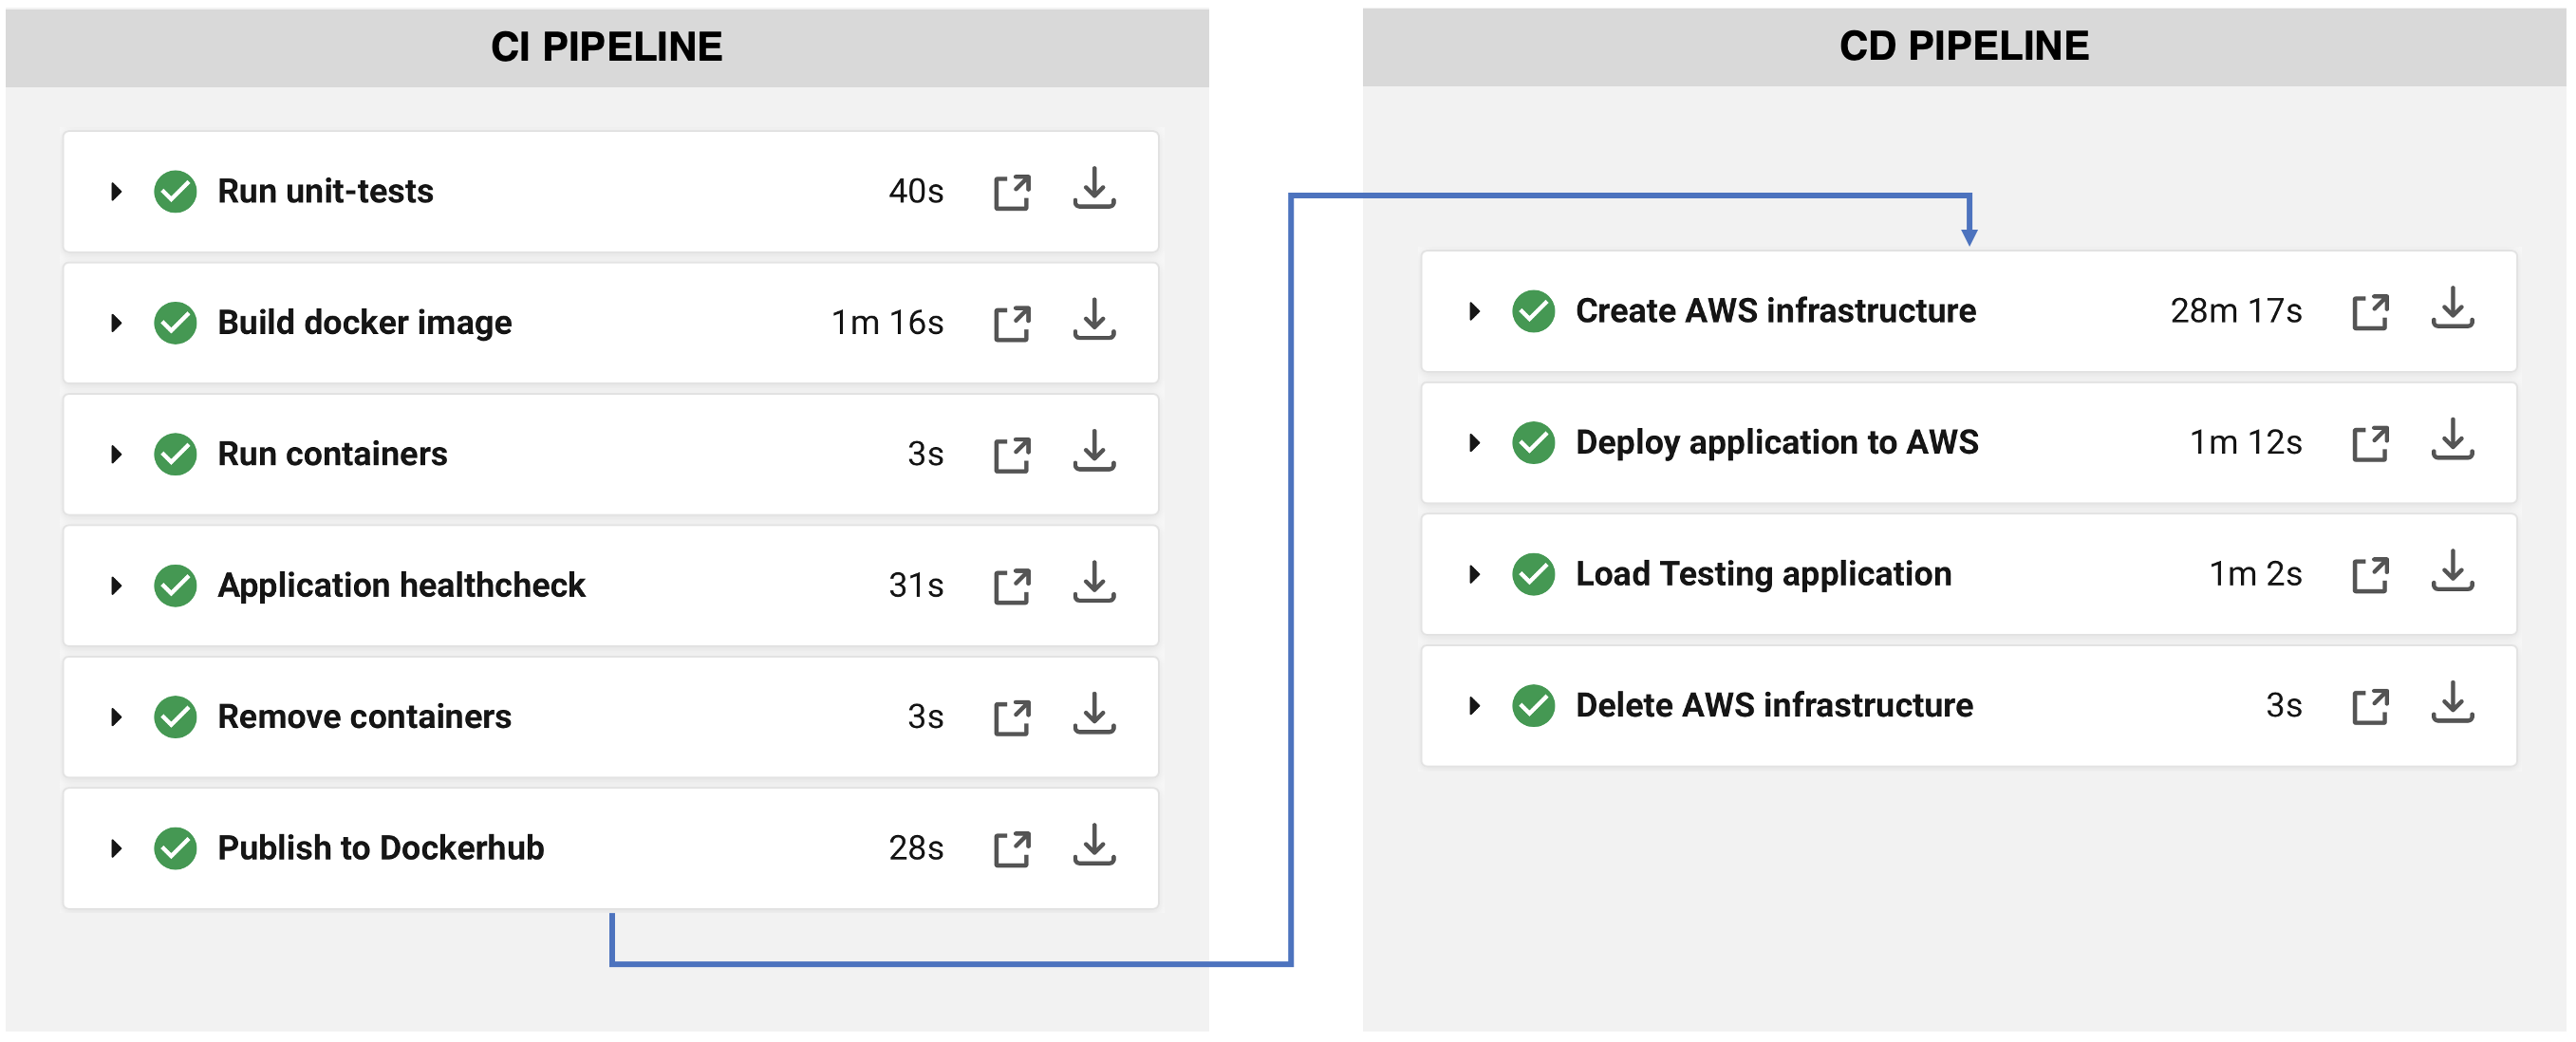 CI PIPELINE
Run unit-tests 40s
Build docker image 1m 16s
Run containers 3s
Application healthcheck 31s
Remove containers 3s
Publish to Dockerhub 28s
CD PIPELINE
Create AWS infrastructure 28m 17s
Deploy application to AWS 1m 12s
Load Testing application 1m 2s
Delete AWS infrastructure 3s